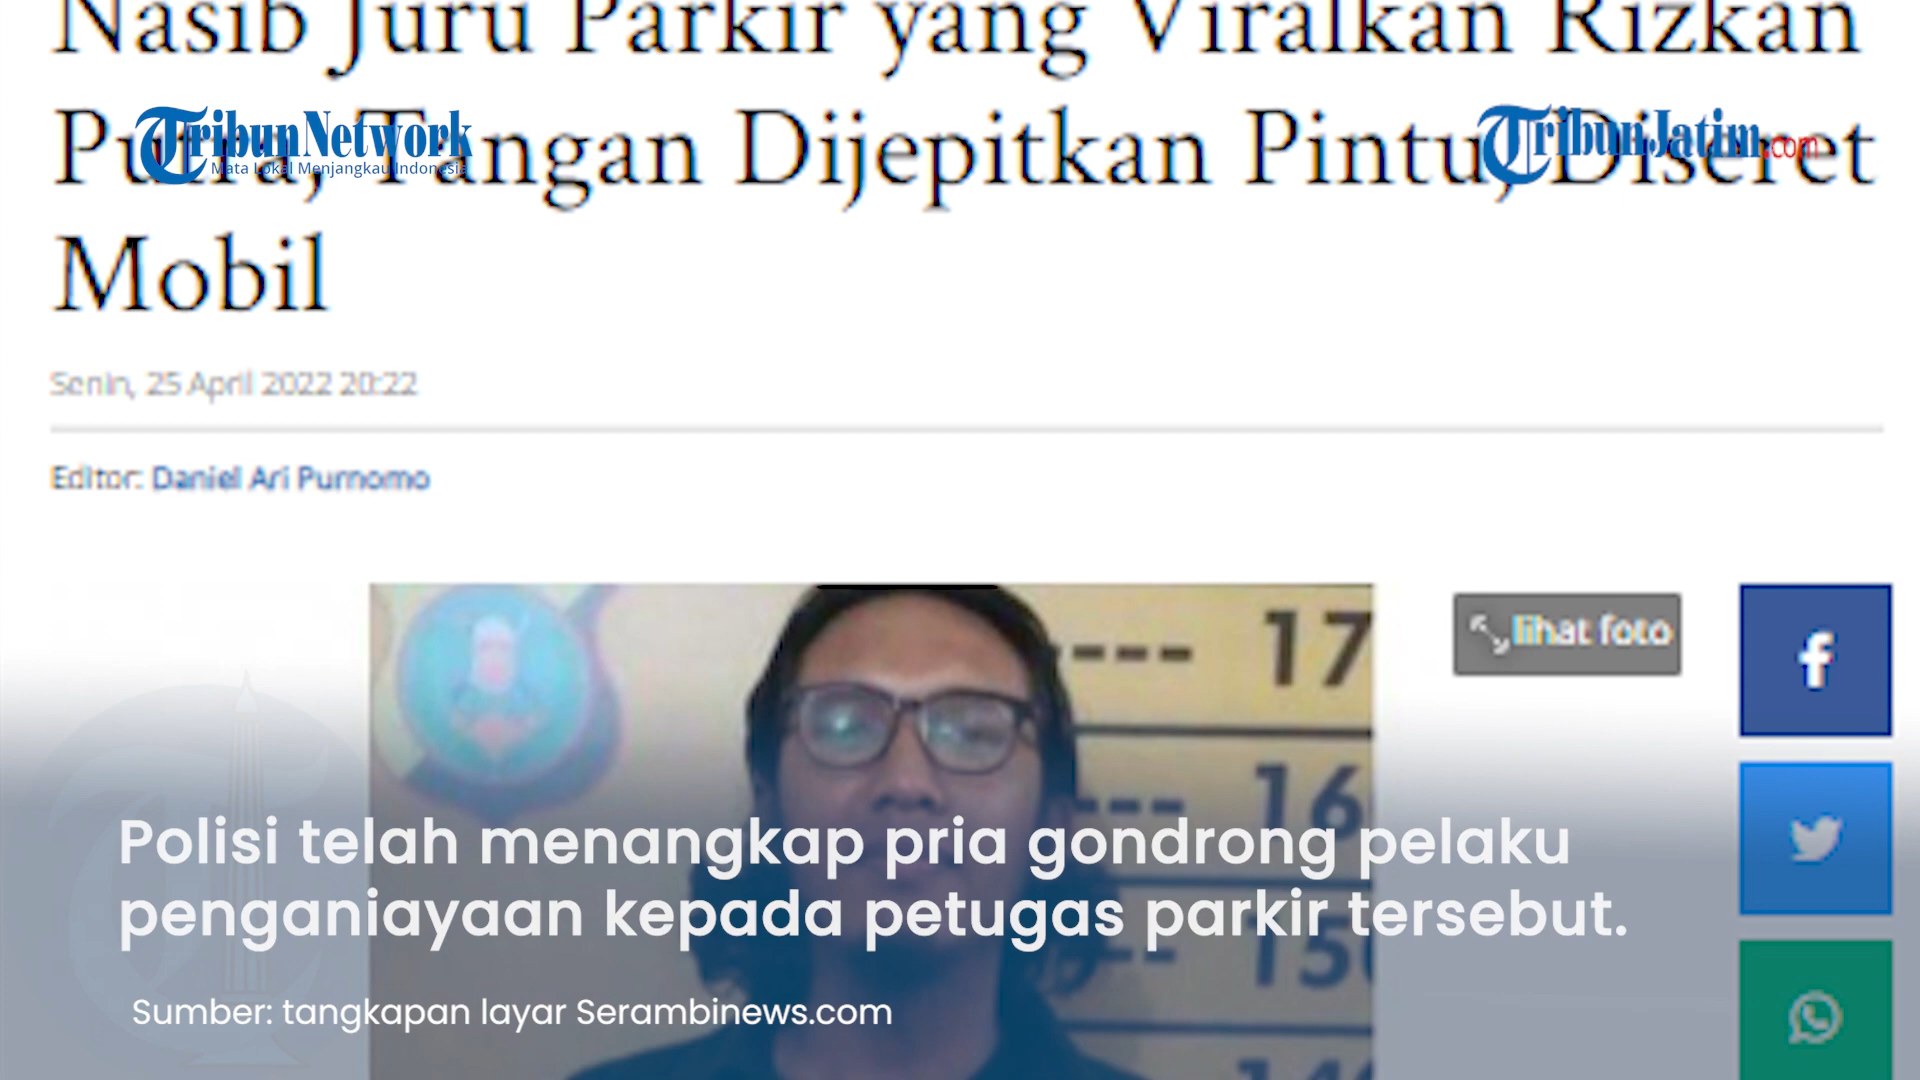 Nasib Juru Parkir yang Viralkan Rizkan
Putra, Tangan Dijepitkan Pintu, Diseret
Mobil
TribunNetwork
Mata Lokal Menjangkau Indonesia
TribunJatim.com
Senin, 25 April 2022 20:22
Editor: Daniel Ari Purnomo
lihat foto
17
16
150
140
Polisi telah menangkap pria gondrong pelaku
penganiayaan kepada petugas parkir tersebut.
Sumber: tangkapan layar Serambinews.com